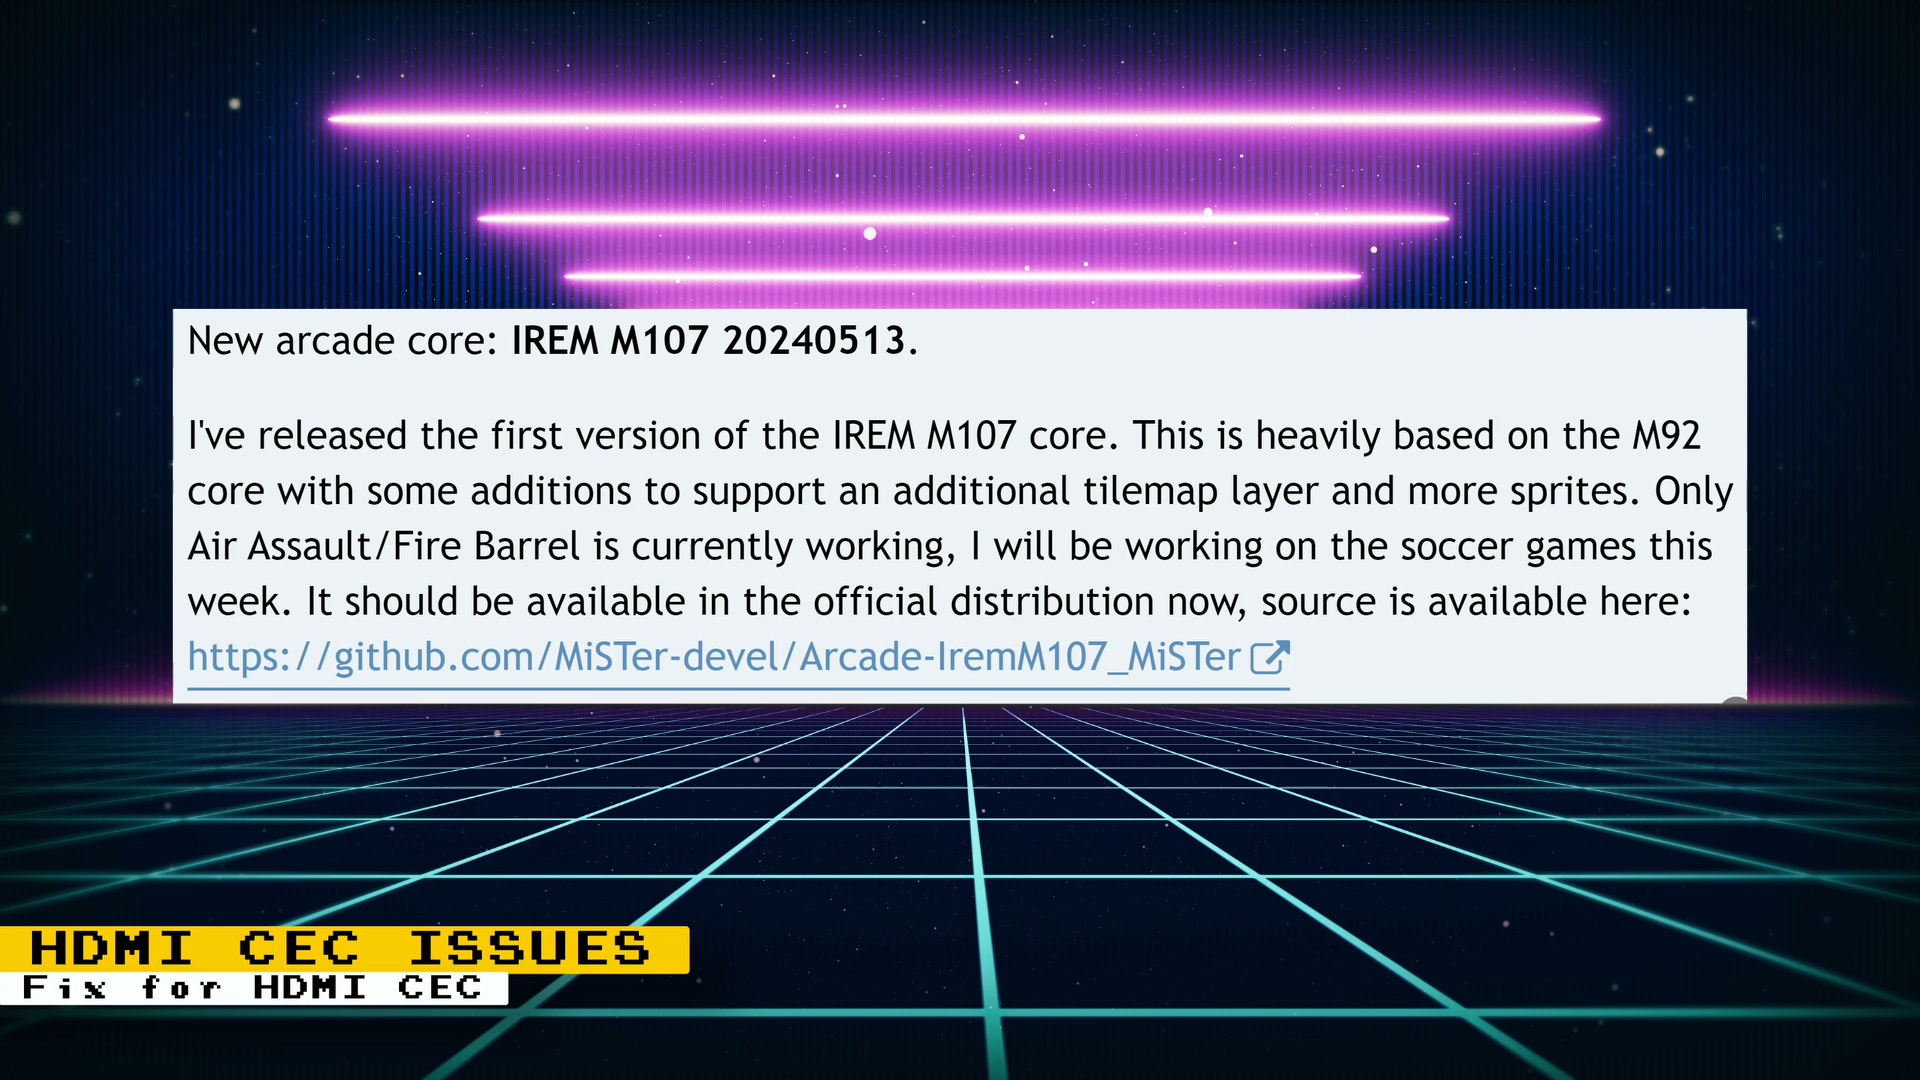 New arcade core: IREM M107 20240513.
I've released the first version of the IREM M107 core. This is heavily based on the M92
core with some additions to support an additional tilemap layer and more sprites. Only
Air Assault/Fire Barrel is currently working, I will be working on the soccer games this
week. It should be available in the official distribution now, source is available here:
https://github.com/MiSTer-devel/Arcade-IremM107_MiSTer
HDMI CEC ISSUES
Fix for HDMI CEC